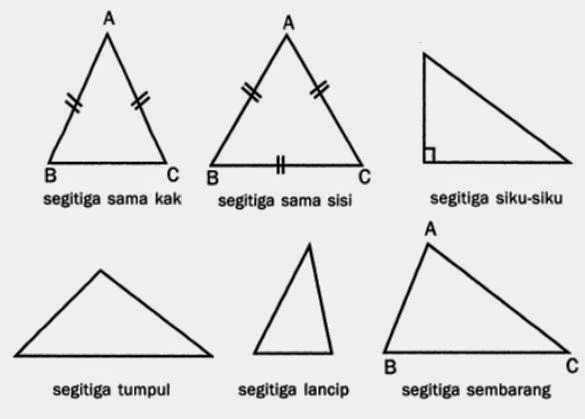 A
B C
segitiga sama kak
A
B C
segitiga sama sisi
segitiga siku-siku
segitiga tumpul
segitiga lancip
A
B C
segitiga sembarang